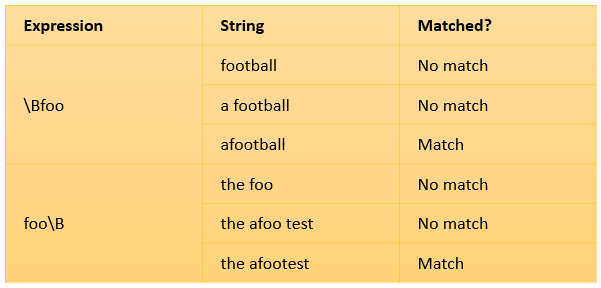 Expression String Matched?
football No match
\Bfoo a football No match
afootball Match
the foo No match
foo\B the afoo test No match
the afootest Match